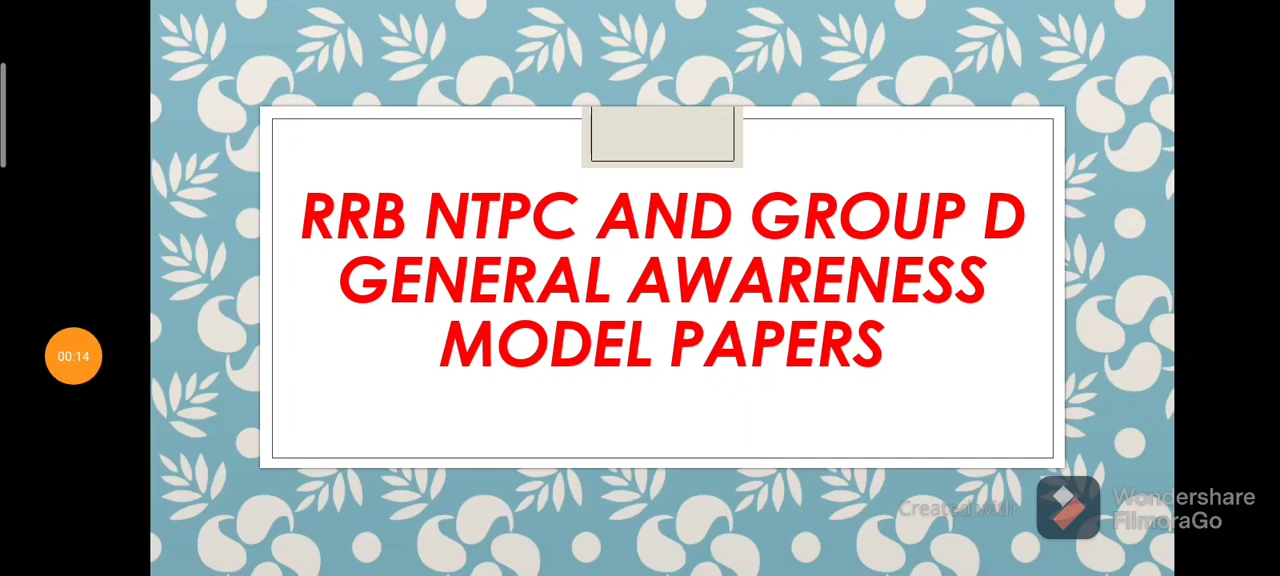 RRB NTPC AND GROUP D
GENERAL AWARENESS
MODEL PAPERS
00:14
Created with
Wondershare
FilmoraGo